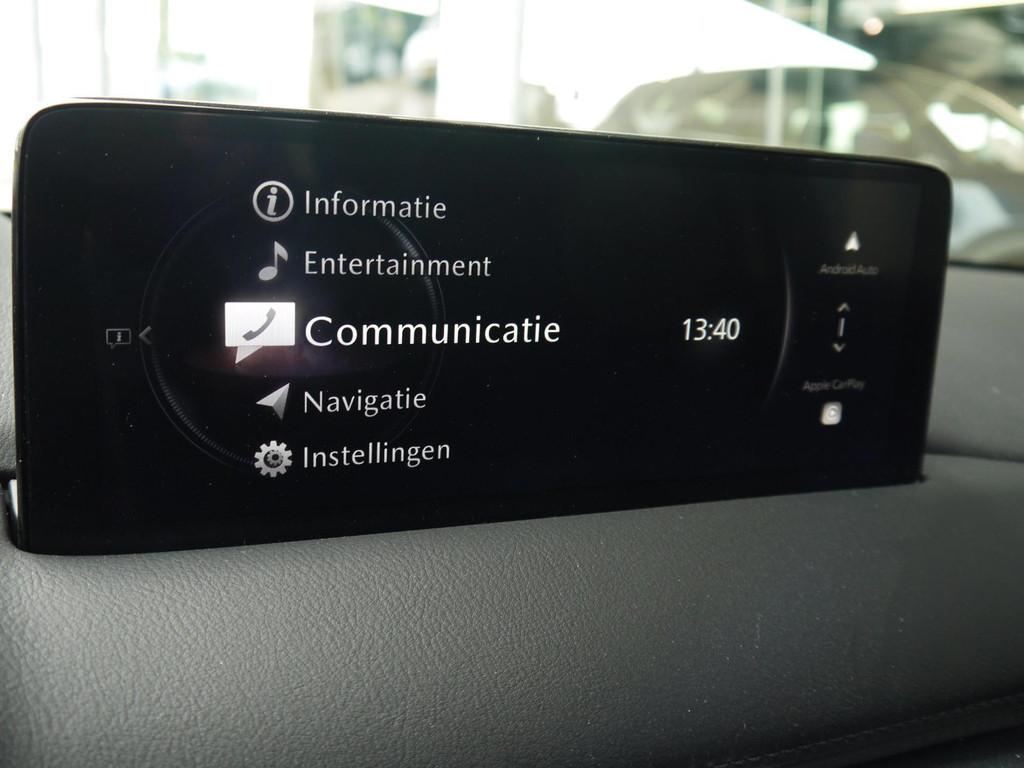 Informatie
Entertainment
Communicatie
13:40
Navigatie
Instellingen
Android Auto
Apple CarPlay